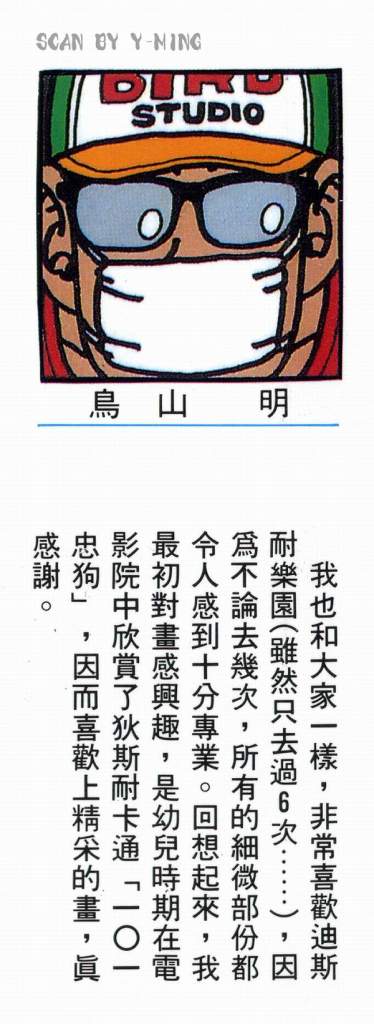 SCAN BY Y-MING
BIRD
STUDIO
鳥山 明
我也和大家一樣，非常喜歡迪斯
耐樂園（雖然只去過6次……），因
爲不論去幾次，所有的細微部份都
令人感到十分專業。回想起來，我
最初對畫感興趣，是幼兒時期在電
影院中欣賞了狄斯耐卡通「一〇一
忠狗」，因而喜歡上精采的畫，眞
感謝。